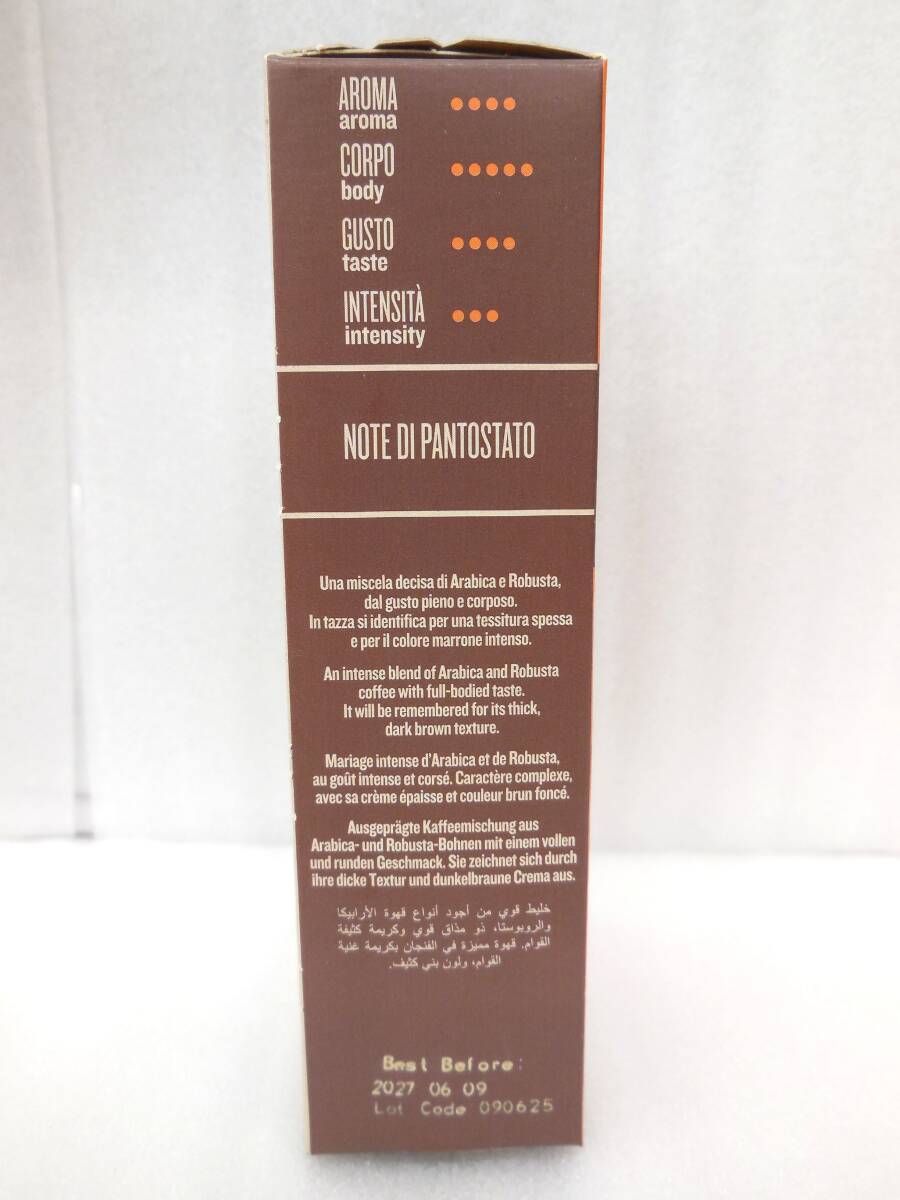 AROMA
aroma
CORPO
body
GUSTO
taste
INTENSITÀ
intensity
NOTE DI PANTOSTATO
Una miscela decisa di Arabica e Robusta,
dal gusto pieno e corposo.
In tazza si identifica per una tessitura spessa
e per il colore marrone intenso.
An intense blend of Arabica and Robusta
coffee with full-bodied taste.
It will be remembered for its thick,
dark brown texture.
Mariage intense d'Arabica et de Robusta,
au goût intense et corsé. Caractère complexe,
avec sa crème épaisse et couleur brun foncé.
Ausgeprägte Kaffeemischung aus
Arabica- und Robusta-Bohnen mit einem vollen
und runden Geschmack. Sie zeichnet sich durch
ihre dicke Textur und dunkelbraune Crema aus.
خليط قوي من أجود أنواع قهوة الأرابيكا
والروبوستا، ذو مذاق قوي وكريمة كثيفة
القوام. قهوة مميزة في الفنجان بكريمة غنية
القوام، ولون بني كثيف.
Best Before:
2027 06 09
Lot Code 090625